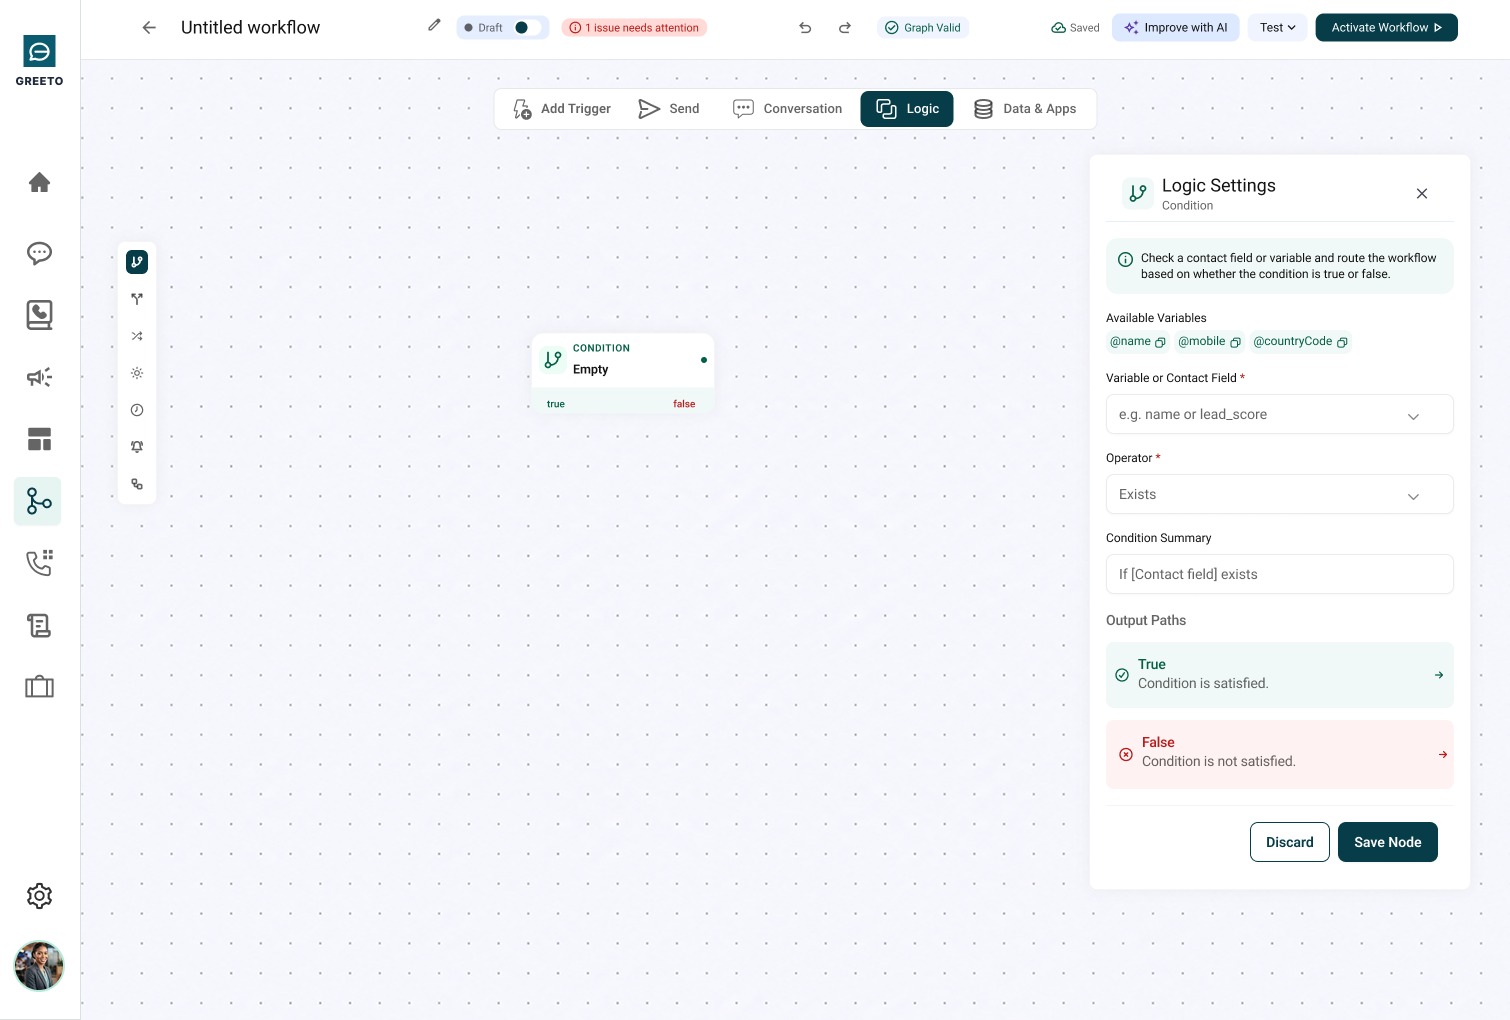 Untitled workflow
Draft
1 issue needs attention
Graph Valid
Saved
Improve with AI
Test
Activate Workflow
GREETO
Add Trigger
Send
Conversation
Logic
Data & Apps
CONDITION
Empty
true
false
Logic Settings
Condition
Check a contact field or variable and route the workflow
based on whether the condition is true or false.
Available Variables
@name
@mobile
@countryCode
Variable or Contact Field *
e.g. name or lead_score
Operator *
Exists
Condition Summary
If [Contact field] exists
Output Paths
True
Condition is satisfied.
False
Condition is not satisfied.
Discard
Save Node